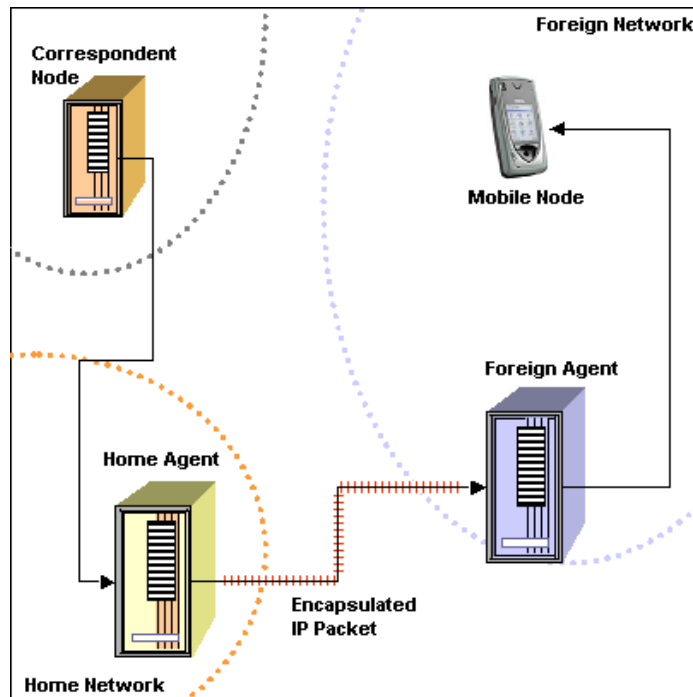 Foreign Network
Correspondent
Node
Mobile Node
Foreign Agent
Home Agent
Encapsulated
IP Packet
Home Network